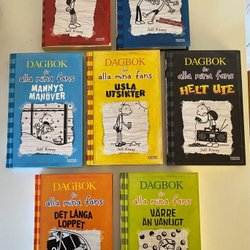 Jeff Kinney
Jeff Kinney
DAGBOK
för
alla mina fans
MANNYS
MANÖVER
Jeff Kinney
DAGBOK
för
alla mina fans
USLA
UTSIKTER
Jeff Kinney
DAGBOK
för
alla mina fans
HELT UTE
Jeff Kinney
DAGBOK
för
alla mina fans
DET LÅNGA
LOPPET
DAGBOK
för
alla mina fans
VÄRRE
ÄN VANLIGT